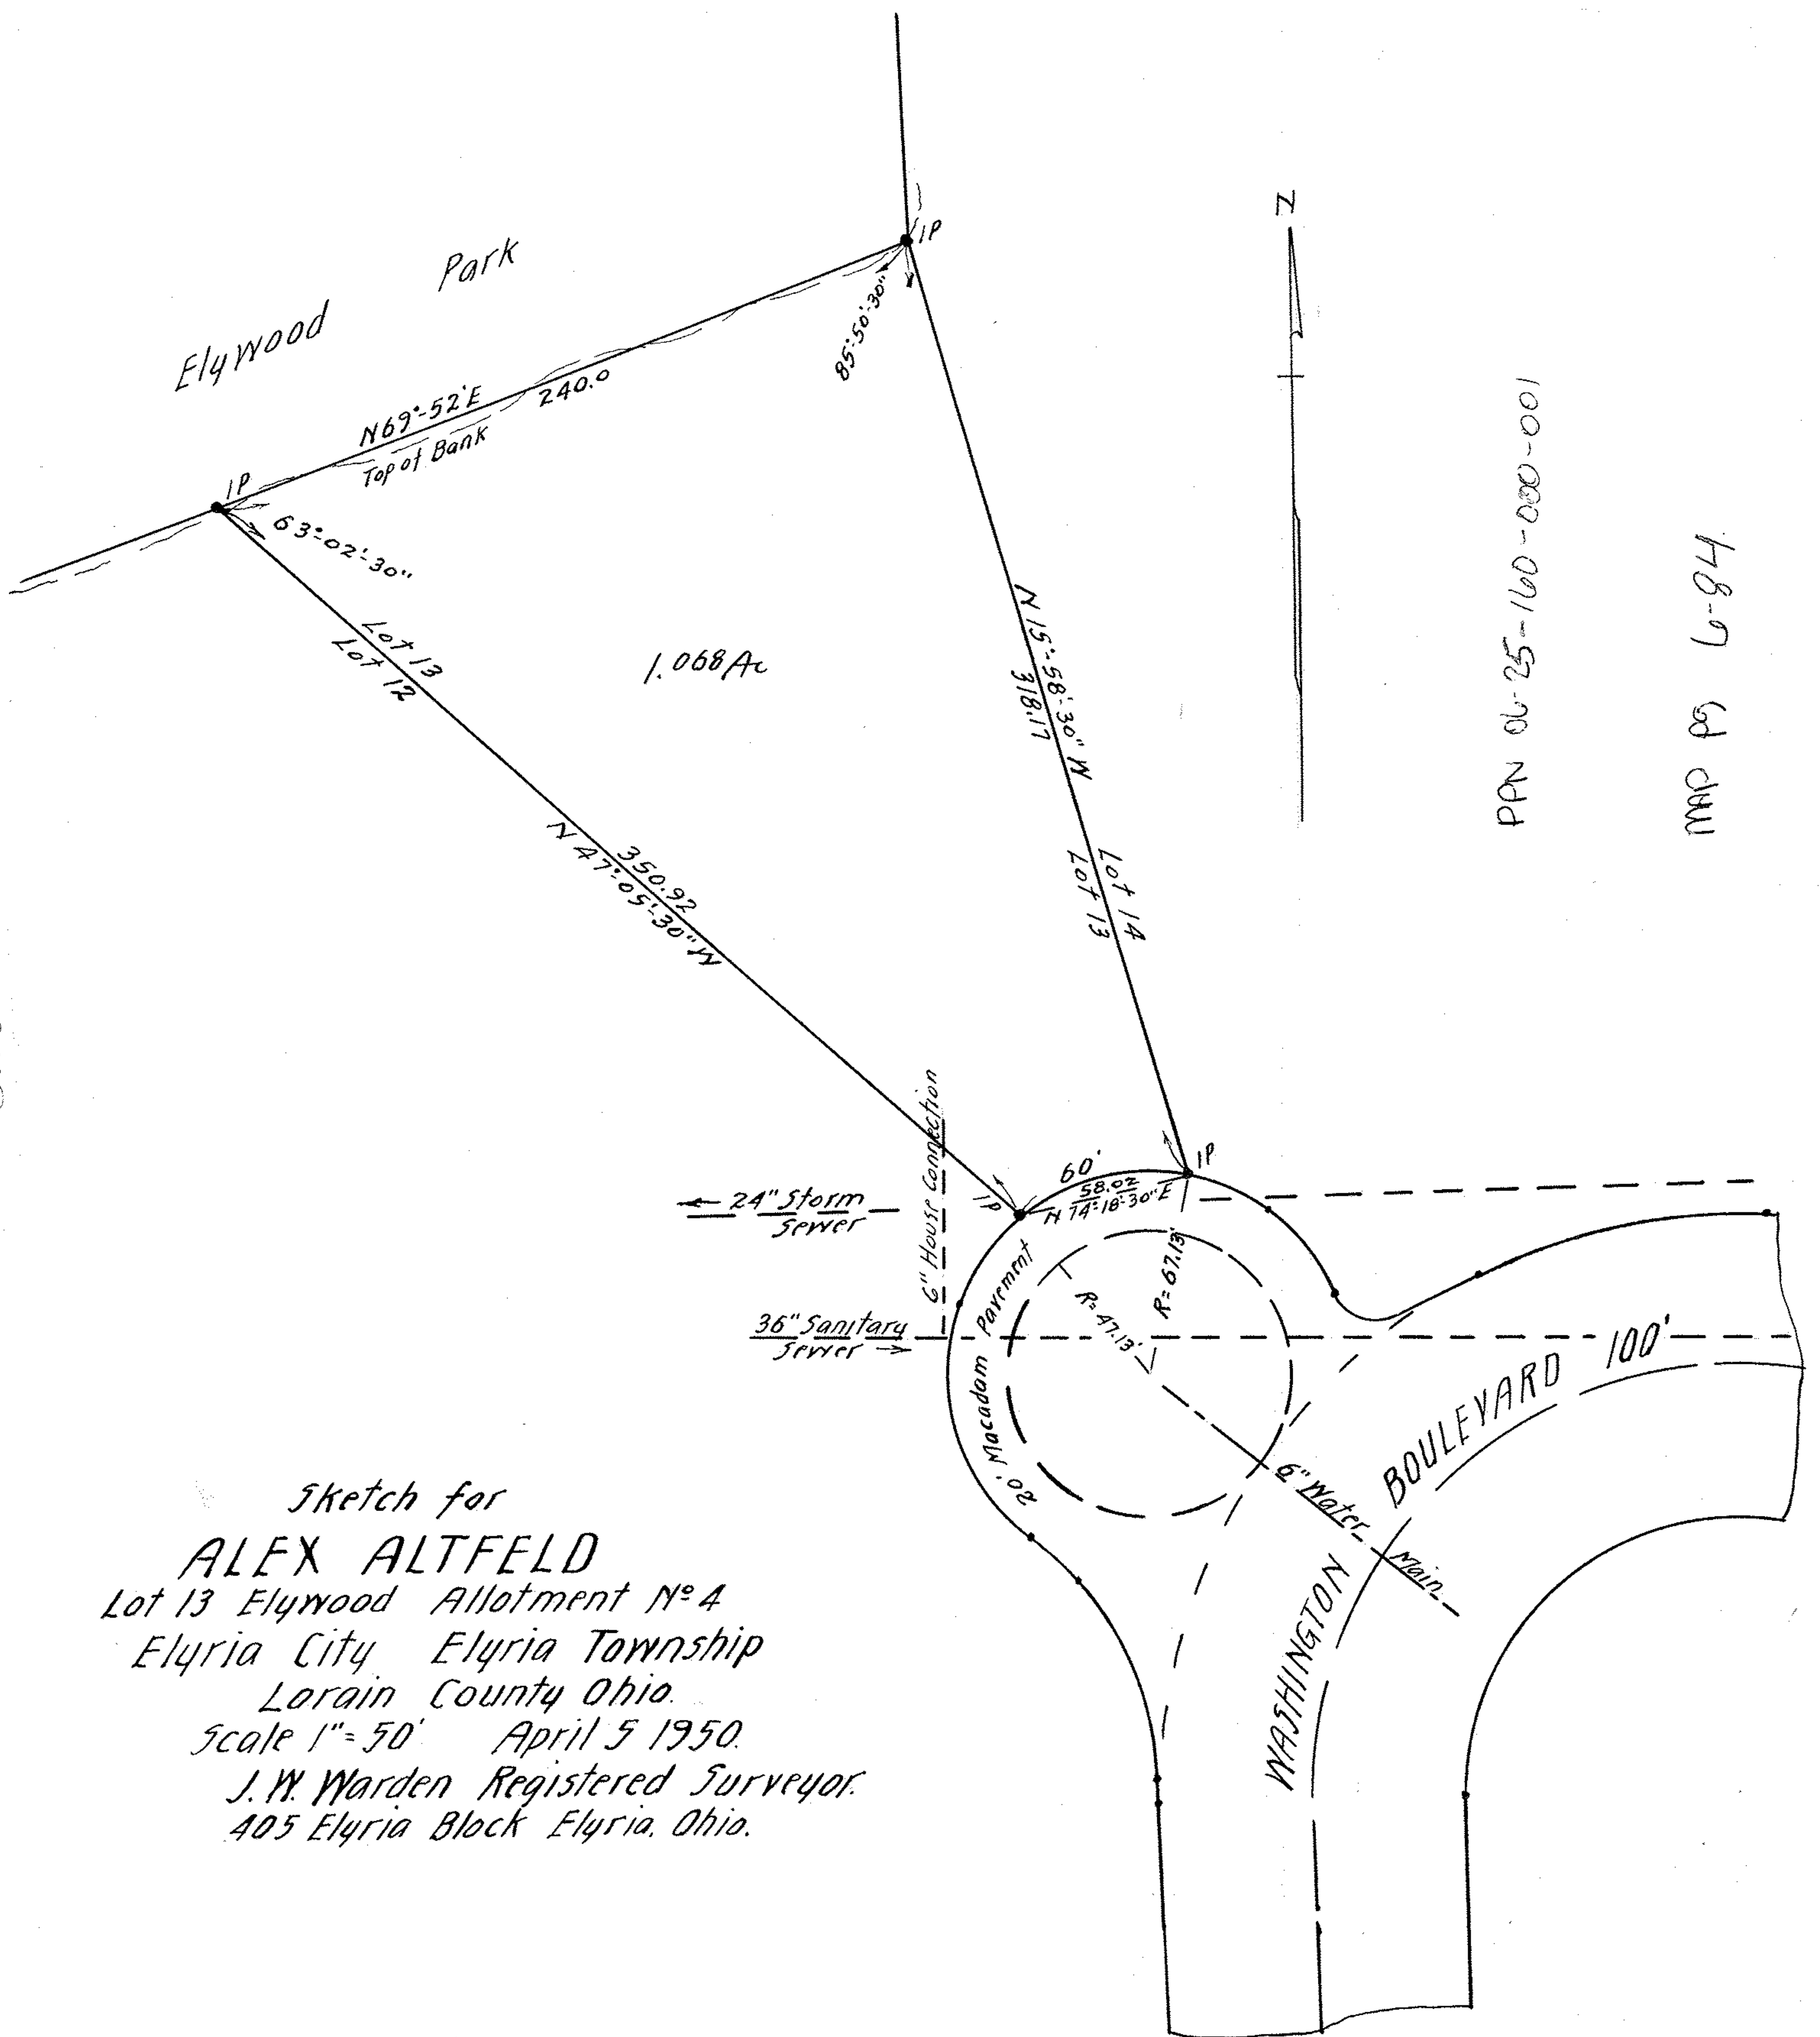 Elywood Park
IP
85°-50'-30"
N 69°-52' E
240.0
Top of Bank
IP
63°-02'-30"
Lot 13
Lot 12
1.068 Ac
N 15°-58'-30" W
318.17
Lot 14
Lot 13
350.92
N 47°-05'-30" W
N
PPN 06-25-160-000-001
MAP pg 6-84
6" House Connection
24" Storm
Sewer
36" Sanitary
Sewer
IP
60'
58.02
N 74°-18'-30" E
IP
R=67.13'
R=47.13'
20' Macadam Pavement
6" Water Main
WASHINGTON BOULEVARD 100'
Sketch for
ALEX ALTFELD
Lot 13 Elywood Allotment Nº 4
Elyria City Elyria Township
Lorain County Ohio.
Scale 1"=50' April 5 1950.
J. W. Warden Registered Surveyor.
405 Elyria Block Elyria, Ohio.